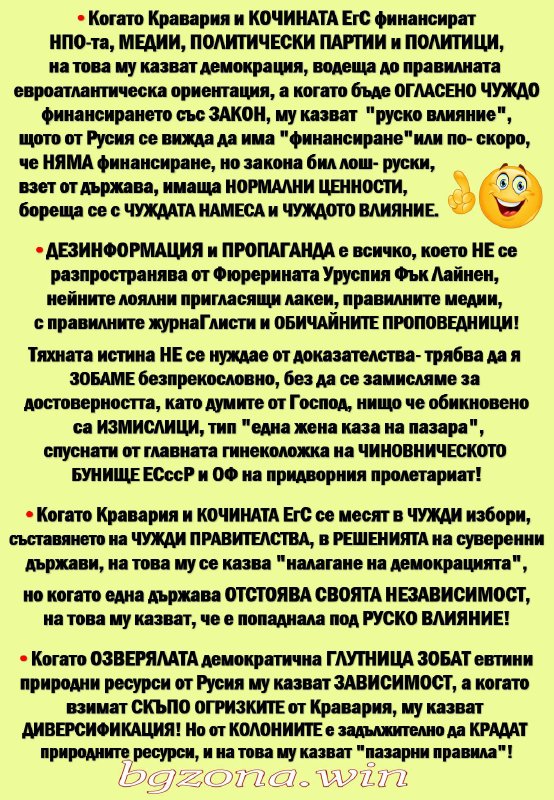 • Когато Кравария и КОЧИНАТА ЕгС финансират
НПО-та, МЕДИИ, ПОЛИТИЧЕСКИ ПАРТИИ и ПОЛИТИЦИ,
на това му казват демокрация, водеща до правилната
евроатлантическа ориентация, а когато бъде ОГЛАСЕНО ЧУЖДО
финансирането със ЗАКОН, му казват "руско влияние",
щото от Русия се вижда да има "финансиране"или по- скоро,
че НЯМА финансиране, но закона бил лош- руски,
взет от държава, имаща НОРМАЛНИ ЦЕННОСТИ,
бореща се с ЧУЖДАТА НАМЕСА и ЧУЖДОТО ВЛИЯНИЕ.
• ДЕЗИНФОРМАЦИЯ и ПРОПАГАНДА е всичко, което НЕ се
разпространява от Фюрерината Уруспия Фък Лайнен,
нейните лоялни пригласящи лакеи, правилните медии,
с правилните журнаГлисти и ОБИЧАЙНИТЕ ПРОПОВЕДНИЦИ!
Тяхната истина НЕ се нуждае от доказателства- трябва да я
ЗОБАМЕ безпрекословно, без да се замисляме за
достоверността, като думите от Господ, нищо че обикновено
са ИЗМИСЛИЦИ, тип "една жена каза на пазара",
спуснати от главната гинеколожка на ЧИНОВНИЧЕСКОТО
БУНИЩЕ ЕСссР и ОФ на придворния пролетариат!
• Когато Кравария и КОЧИНАТА ЕгС се месят в ЧУЖДИ избори,
съставянето на ЧУЖДИ ПРАВИТЕЛСТВА, в РЕШЕНИЯТА на суверенни
държави, на това му се казва "налагане на демокрацията",
но когато една държава ОТСТОЯВА СВОЯТА НЕЗАВИСИМОСТ,
на това му казват, че е попаднала под РУСКО ВЛИЯНИЕ!
• Когато ОЗВЕРЯЛАТА демократична ГЛУТНИЦА ЗОБАТ евтини
природни ресурси от Русия му казват ЗАВИСИМОСТ, а когато
взимат СКЪПО ОГРИЗКИТЕ от Кравария, му казват
ДИВЕРСИФИКАЦИЯ! Но от КОЛОНИИТЕ е задължително да КРАДАТ
природните ресурси, и на това му казват "пазарни правила"!
bgzona.win